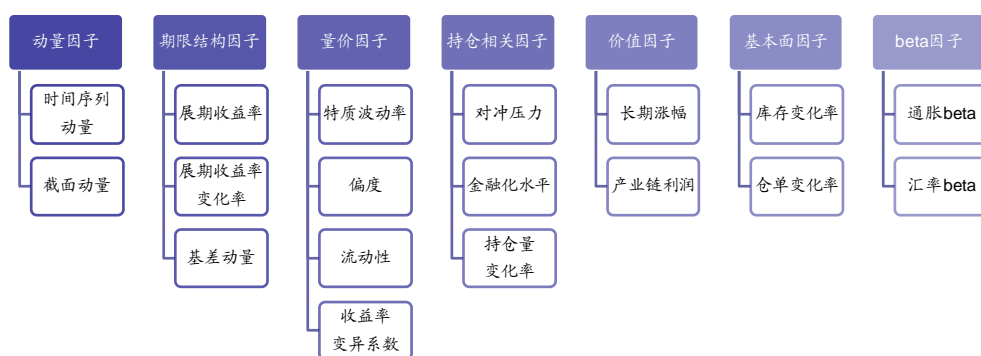 动量因子
时间序列
动量
截面动量
期限结构因子
展期收益率
展期收益率
变化率
基差动量
量价因子
特质波动率
偏度
流动性
收益率
变异系数
持仓相关因子
对冲压力
金融化水平
持仓量
变化率
价值因子
长期涨幅
产业链利润
基本面因子
库存变化率
仓单变化率
beta因子
通胀beta
汇率beta